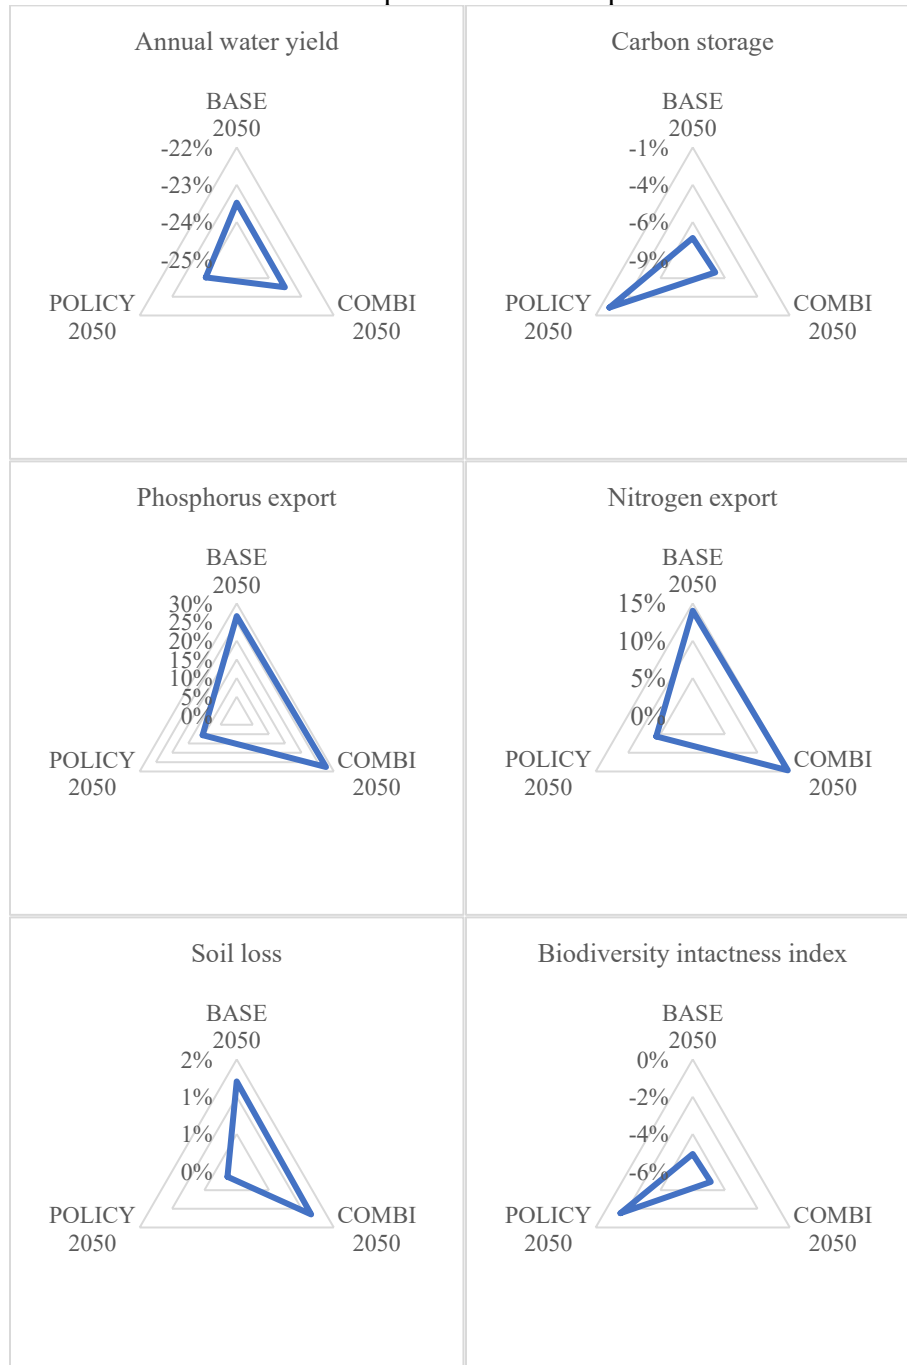 Annual water yield
BASE
2050
-22%
-23%
-24%
-25%
POLICY
2050
COMBI
2050
Carbon storage
BASE
2050
-1%
-4%
-6%
-9%
POLICY
2050
COMBI
2050
Phosphorus export
BASE
2050
30%
25%
20%
15%
10%
5%
0%
POLICY
2050
COMBI
2050
Nitrogen export
BASE
2050
15%
10%
5%
0%
POLICY
2050
COMBI
2050
Soil loss
BASE
2050
2%
1%
1%
0%
POLICY
2050
COMBI
2050
Biodiversity intactness index
BASE
2050
0%
-2%
-4%
-6%
POLICY
2050
COMBI
2050